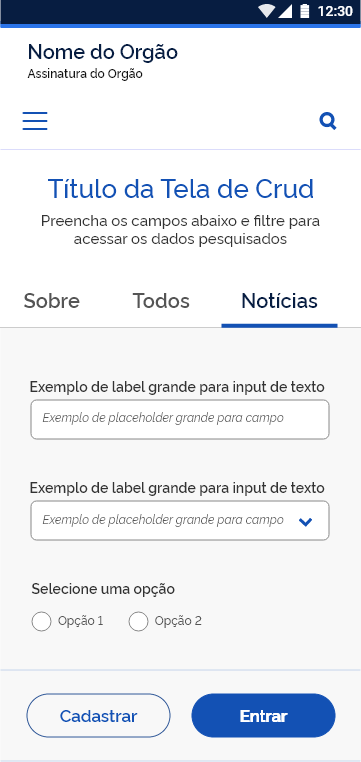 12:30
Nome do Orgão
Assinatura do Orgão
Título da Tela de Crud
Preencha os campos abaixo e filtre para
acessar os dados pesquisados
Sobre Todos Notícias
Exemplo de label grande para input de texto
Exemplo de placeholder grande para campo
Exemplo de label grande para input de texto
Exemplo de placeholder grande para campo
Selecione uma opção
Opção 1 Opção 2
Cadastrar Entrar